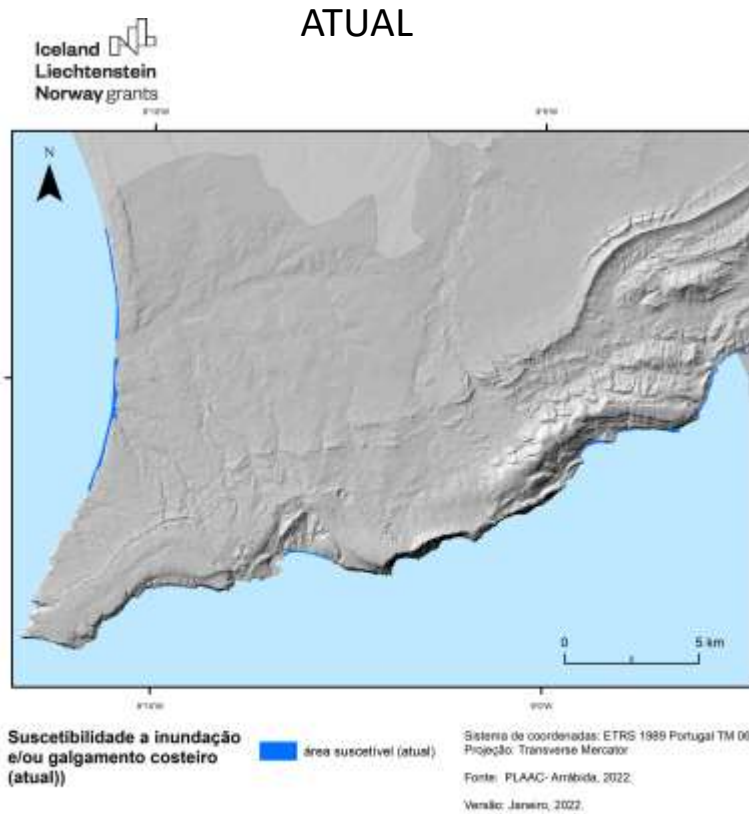 ATUAL
Iceland
Liechtenstein
Norway grants
N
0 5 km
Suscetibilidade a inundação
e/ou galgamento costeiro
(atual))
área suscetível (atual)
Sistema de coordenadas: ETRS 1989 Portugal TM 06
Projeção: Transverse Mercator
Fonte: PLAAC- Arrábida, 2022.
Versão: Janeiro, 2022.